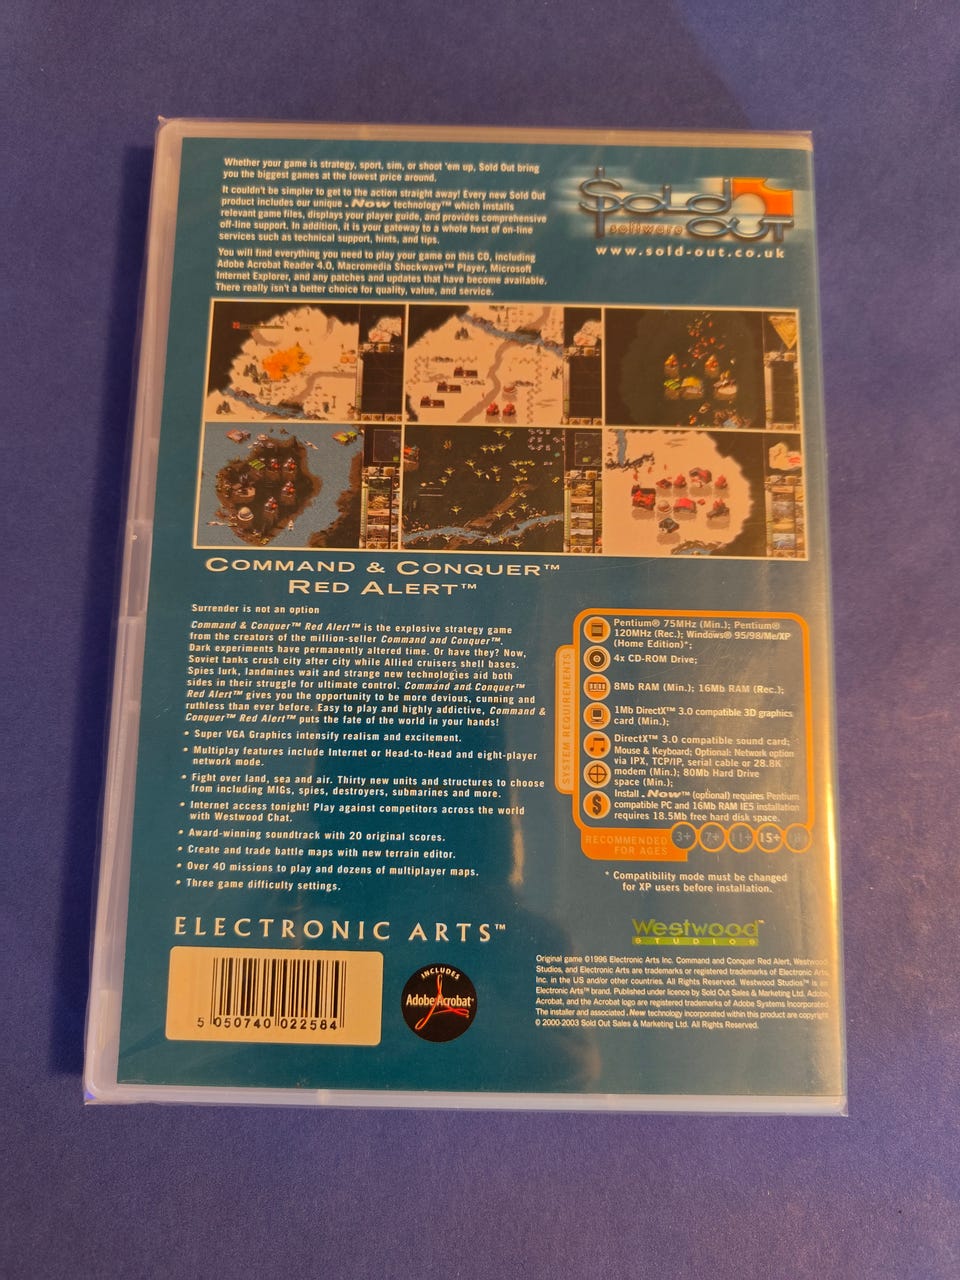 Whether your game is strategy, sport, sim, or shoot 'em up, Sold Out bring
you the biggest games at the lowest price around.
It couldn't be simpler to get to the action straight away! Every new Sold Out
product includes our unique .Now technology™ which installs
relevant game files, displays your player guide, and provides comprehensive
off-line support. In addition, it is your gateway to a whole host of on-line
services such as technical support, hints, and tips.
You will find everything you need to play your game on this CD, including
Adobe Acrobat Reader 4.0, Macromedia Shockwave™ Player, Microsoft
Internet Explorer, and any patches and updates that have become available.
There really isn't a better choice for quality, value, and service.
Sold
software OUT
www.sold-out.co.uk
COMMAND & CONQUER™
RED ALERT™
Surrender is not an option
Command & Conquer™ Red Alert™ is the explosive strategy game
from the creators of the million-seller Command and Conquer™.
Dark experiments have permanently altered time. Or have they? Now,
Soviet tanks crush city after city while Allied cruisers shell bases.
Spies lurk, landmines wait and strange new technologies aid both
sides in their struggle for ultimate control. Command and Conquer™
Red Alert™ gives you the opportunity to be more devious, cunning and
ruthless than ever before. Easy to play and highly addictive, Command &
Conquer™ Red Alert™ puts the fate of the world in your hands!
• Super VGA Graphics intensify realism and excitement.
• Multiplay features include Internet or Head-to-Head and eight-player
network mode.
• Fight over land, sea and air. Thirty new units and structures to choose
from including MIGs, spies, destroyers, submarines and more.
• Internet access tonight! Play against competitors across the world
with Westwood Chat.
• Award-winning soundtrack with 20 original scores.
• Create and trade battle maps with new terrain editor.
• Over 40 missions to play and dozens of multiplayer maps.
• Three game difficulty settings.
SYSTEM REQUIREMENTS
Pentium® 75MHz (Min.); Pentium®
120MHz (Rec.); Windows® 95/98/Me/XP
(Home Edition)*;
4x CD-ROM Drive;
8Mb RAM (Min.); 16Mb RAM (Rec.);
1Mb DirectX™ 3.0 compatible 3D graphics
card (Min.);
DirectX™ 3.0 compatible sound card;
Mouse & Keyboard; Optional: Network option
via IPX, TCP/IP, serial cable or 28.8K
modem (Min.); 80Mb Hard Drive
space (Min.);
Install .Now™ (optional) requires Pentium
compatible PC and 16Mb RAM IE5 installation
requires 18.5Mb free hard disk space.
RECOMMENDED
FOR AGES
3+ 7+ 11+ 15+
* Compatibility mode must be changed
for XP users before installation.
ELECTRONIC ARTS™
Westwood™
STUDIOS
5 050740 022584
INCLUDES
Adobe Acrobat®
Original game ©1996 Electronic Arts Inc. Command and Conquer Red Alert, Westwood
Studios, and Electronic Arts are trademarks or registered trademarks of Electronic Arts
Inc. in the US and/or other countries. All Rights Reserved. Westwood Studios™ is an
Electronic Arts™ brand. Published under licence by Sold Out Sales & Marketing Ltd. Adobe,
Acrobat, and the Acrobat logo are registered trademarks of Adobe Systems Incorporated.
The installer and associated .Now technology incorporated within this product are copyright
© 2000-2003 Sold Out Sales & Marketing Ltd. All Rights Reserved.